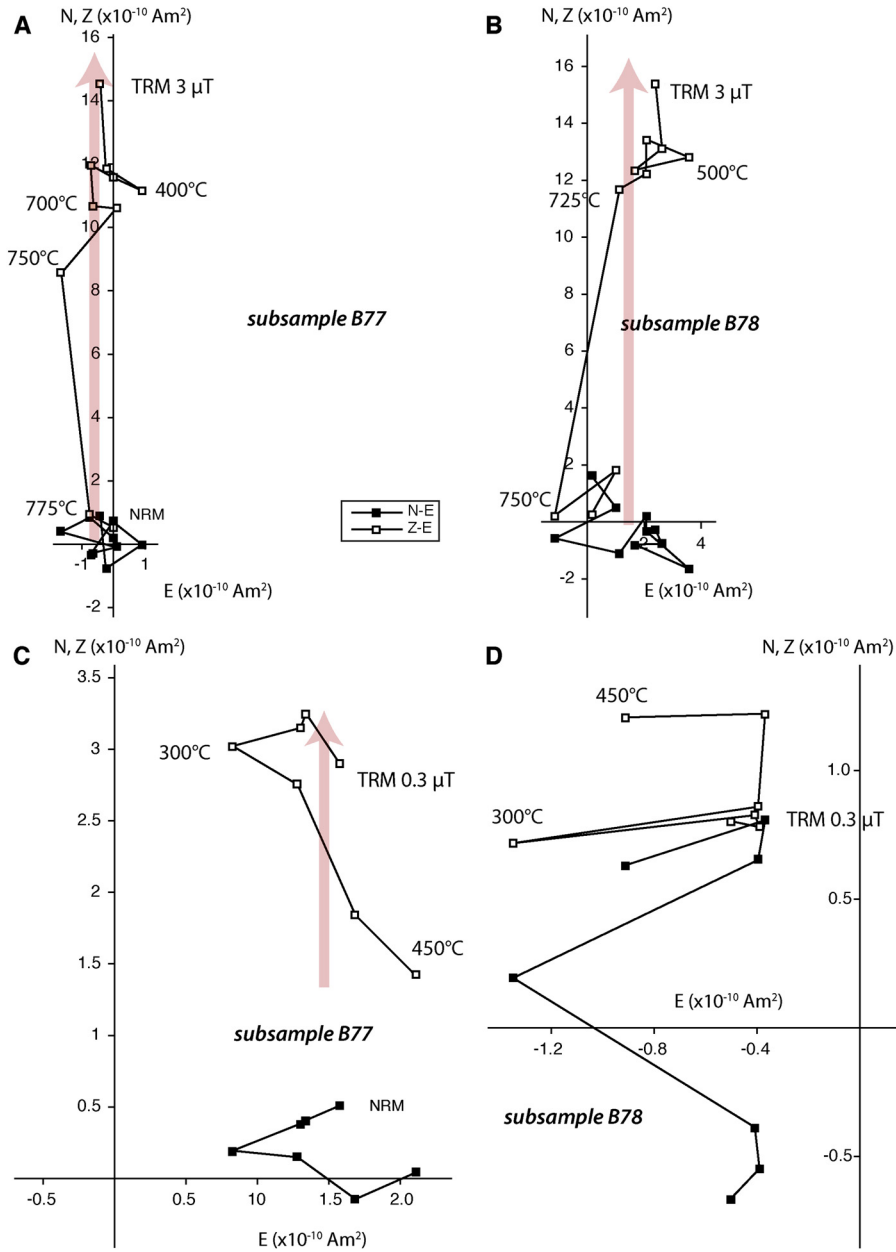 A
N, Z (x10-10 Am2)
16
TRM 3 µT
14
12
400°C
700°C
10
750°C
8
subsample B77
6
4
2
775°C
NRM
-1
1
E (x10-10 Am2)
-2
N-E
Z-E
B
N, Z (x10-10 Am2)
16
TRM 3 µT
14
500°C
12
725°C
10
8
subsample B78
6
4
2
750°C
2
4
E (x10-10 Am2)
-2
C
N, Z (x10-10 Am2)
3.5
3
300°C
TRM 0.3 µT
2.5
2
450°C
1.5
1
subsample B77
0.5
NRM
-0.5
0.5
10
1.5
2.0
E (x10-10 Am2)
D
N, Z (x10-10 Am2)
450°C
1.0
300°C
TRM 0.3 µT
0.5
E (x10-10 Am2)
-1.2
-0.8
-0.4
subsample B78
-0.5